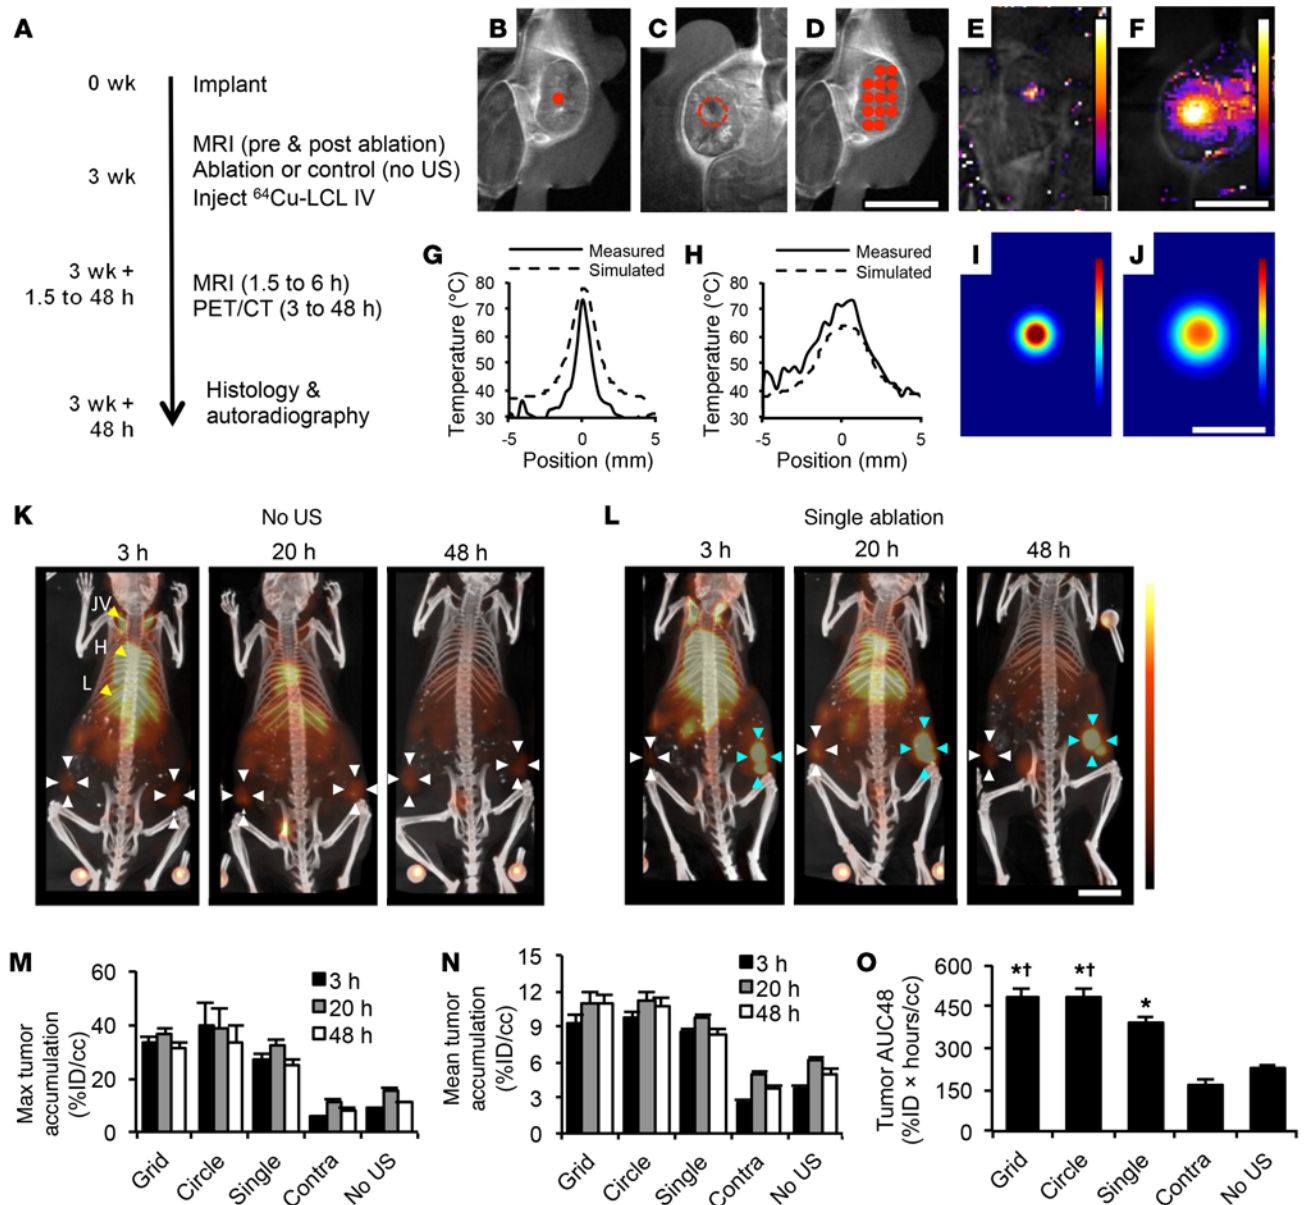 A
0 wk
Implant
3 wk
MRI (pre & post ablation)
Ablation or control (no US)
Inject ⁶⁴Cu-LCL IV
3 wk +
1.5 to 48 h
MRI (1.5 to 6 h)
PET/CT (3 to 48 h)
3 wk +
48 h
Histology &
autoradiography
B
C
D
E
F
G
Measured
Simulated
Temperature (°C)
80
70
60
50
40
30
-5
0
5
Position (mm)
H
Measured
Simulated
Temperature (°C)
80
70
60
50
40
30
-5
0
5
Position (mm)
I
J
K
No US
3 h
20 h
48 h
JV
H
L
L
Single ablation
3 h
20 h
48 h
M
Max tumor
accumulation
(%ID/cc)
60
40
20
0
3 h
20 h
48 h
Grid
Circle
Single
Contra
No US
N
Mean tumor
accumulation
(%ID/cc)
15
12
9
6
3
0
3 h
20 h
48 h
Grid
Circle
Single
Contra
No US
O
Tumor AUC48
(%ID × hours/cc)
600
450
300
150
0
*†
*†
*
Grid
Circle
Single
Contra
No US